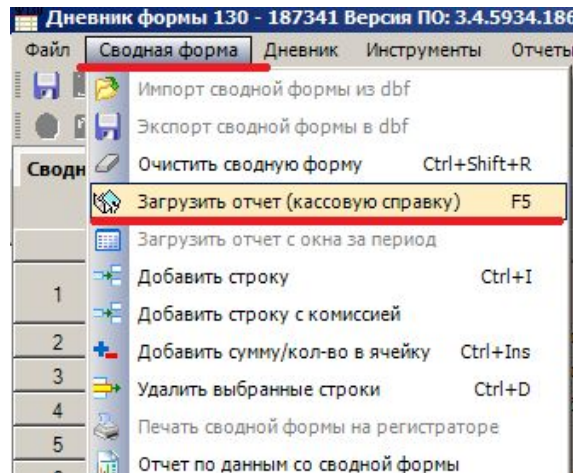 Дневник формы 130 - 187341 Версия ПО: 3.4.5934.186
Файл Сводная форма Дневник Инструменты Отчеты
Импорт сводной формы из dbf
Экспорт сводной формы в dbf
Очистить сводную форму Ctrl+Shift+R
Сводн
Загрузить отчет (кассовую справку) F5
Загрузить отчет с окна за период
Добавить строку Ctrl+I
1
Добавить строку с комиссией
2
Добавить сумму/кол-во в ячейку Ctrl+Ins
3
Удалить выбранные строки Ctrl+D
4
Печать сводной формы на регистраторе
5
Отчет по данным со сводной формы